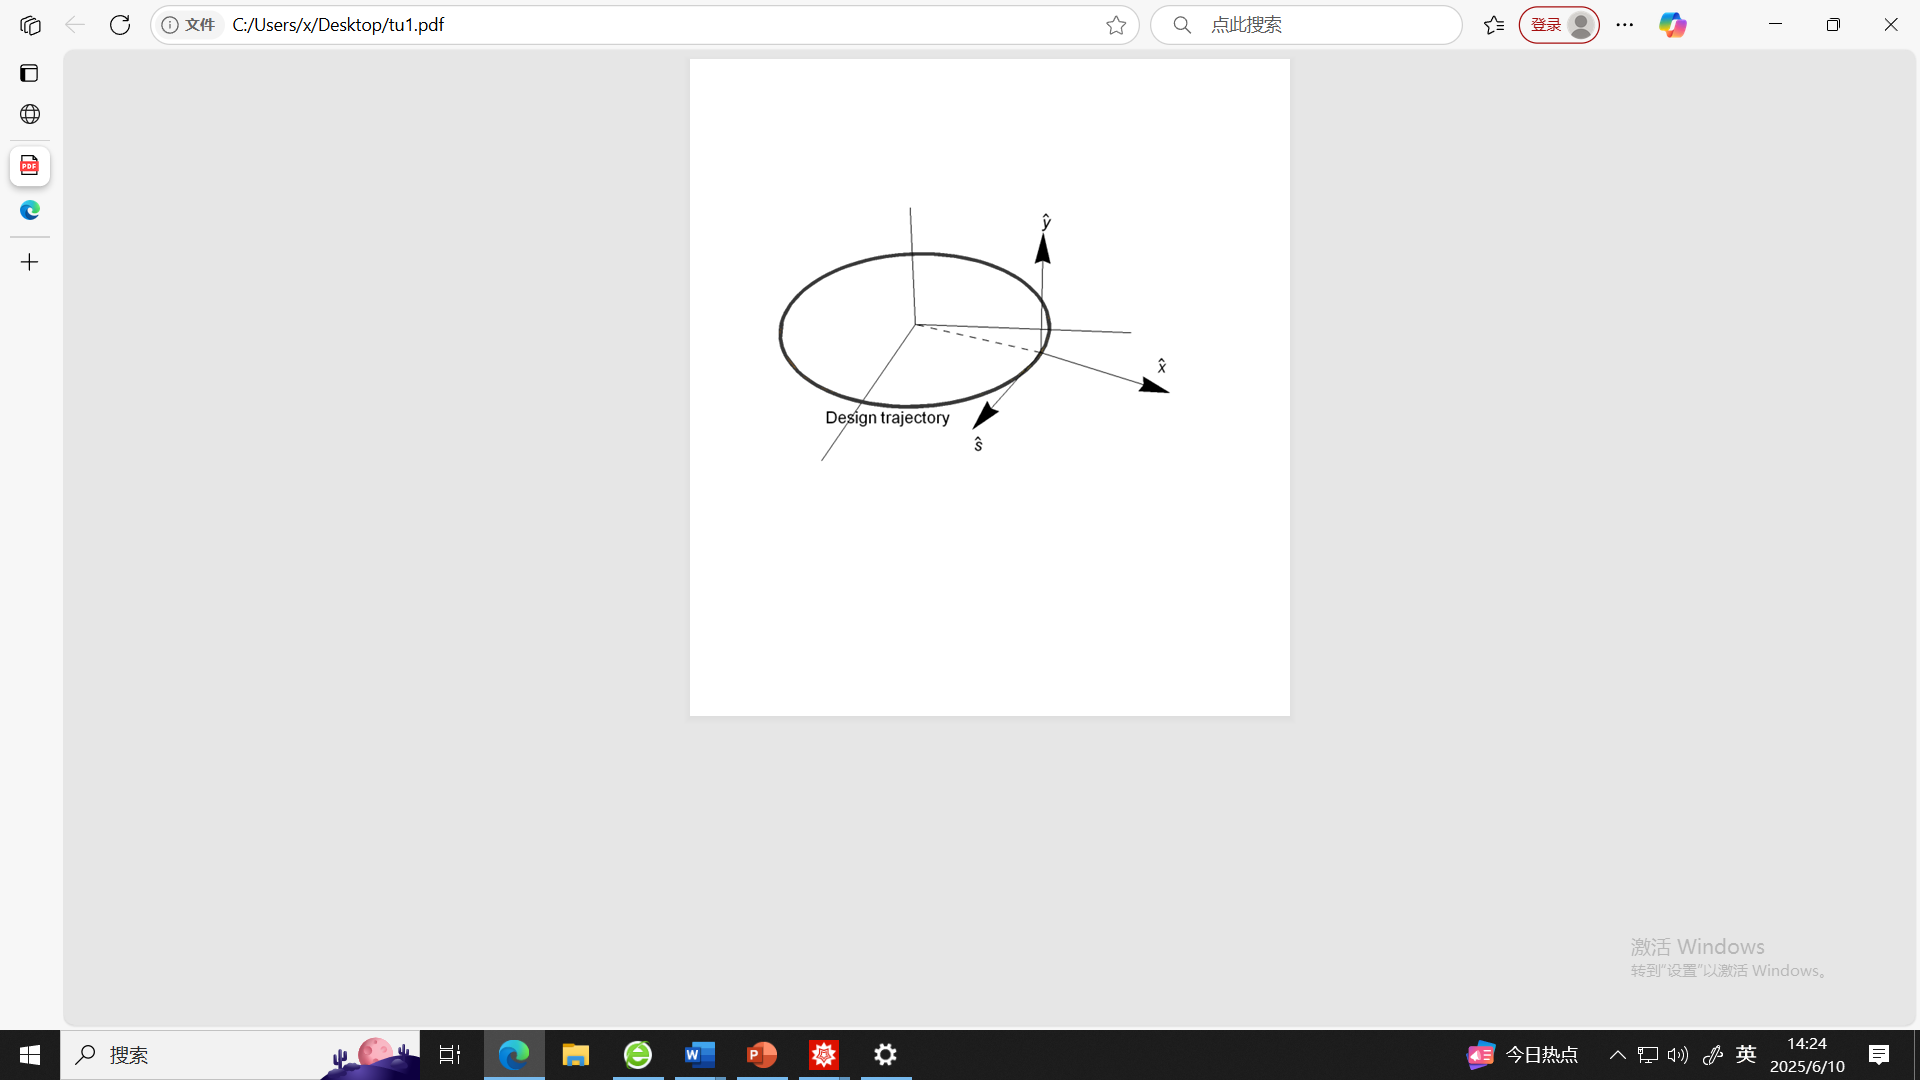 文件 C:/Users/x/Desktop/tu1.pdf
点此搜索
登录
PDF
ŷ
x̂
Design trajectory
ŝ
激活 Windows
转到“设置”以激活 Windows。
搜索
W
P
今日热点
英
14:24
2025/6/10